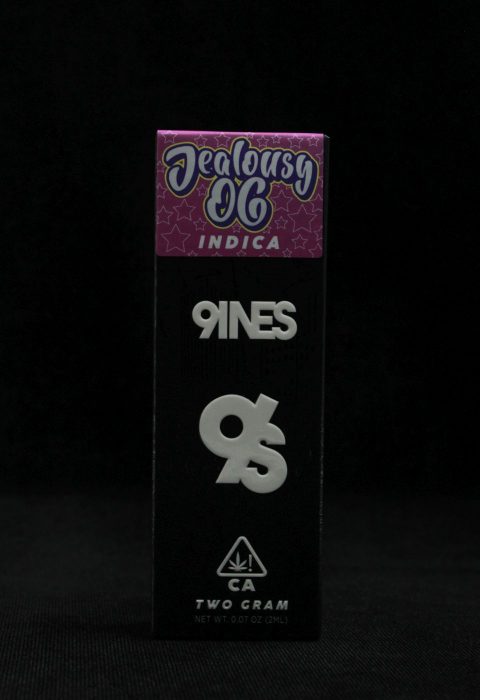 Jealousy
OG
INDICA
9INES
9S
!
CA
TWO GRAM
NET WT. 0.07 OZ (2ML)